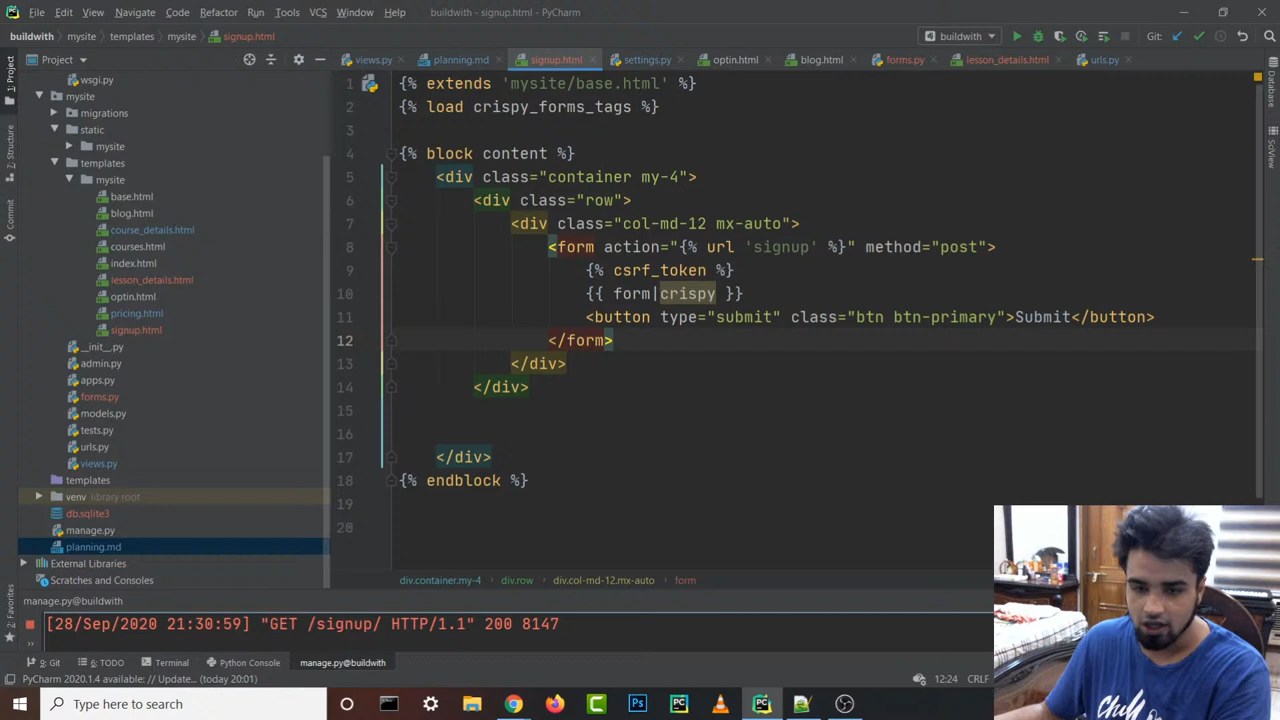 File Edit View Navigate Code Refactor Run Tools VCS Window Help buildwith - signup.html - PyCharm
buildwith mysite templates mysite signup.html buildwith Git:
Project views.py planning.md signup.html settings.py optin.html blog.html forms.py lesson_details.html urls.py
1: Project
7: Structure
Commit
2: Favorites
Database
SciView
wsgi.py
mysite
migrations
static
mysite
templates
mysite
base.html
blog.html
course_details.html
courses.html
index.html
lesson_details.html
optin.html
pricing.html
signup.html
__init__.py
admin.py
apps.py
forms.py
models.py
tests.py
urls.py
views.py
templates
venv library root
db.sqlite3
manage.py
planning.md
External Libraries
Scratches and Consoles
1 {% extends 'mysite/base.html' %}
2 {% load crispy_forms_tags %}
3
4 {% block content %}
5 <div class="container my-4">
6 <div class="row">
7 <div class="col-md-12 mx-auto">
8 <form action="{% url 'signup' %}" method="post">
9 {% csrf_token %}
10 {{ form|crispy }}
11 <button type="submit" class="btn btn-primary">Submit</button>
12 </form>
13 </div>
14 </div>
15
16
17 </div>
18 {% endblock %}
19
20
div.container.my-4 div.row div.col-md-12.mx-auto form
manage.py@buildwith
[28/Sep/2020 21:30:59] "GET /signup/ HTTP/1.1" 200 8147
9: Git 6: TODO Terminal Python Console manage.py@buildwith
PyCharm 2020.1.4 available: // Update... (today 20:01) 12:24 CRLF
Type here to search